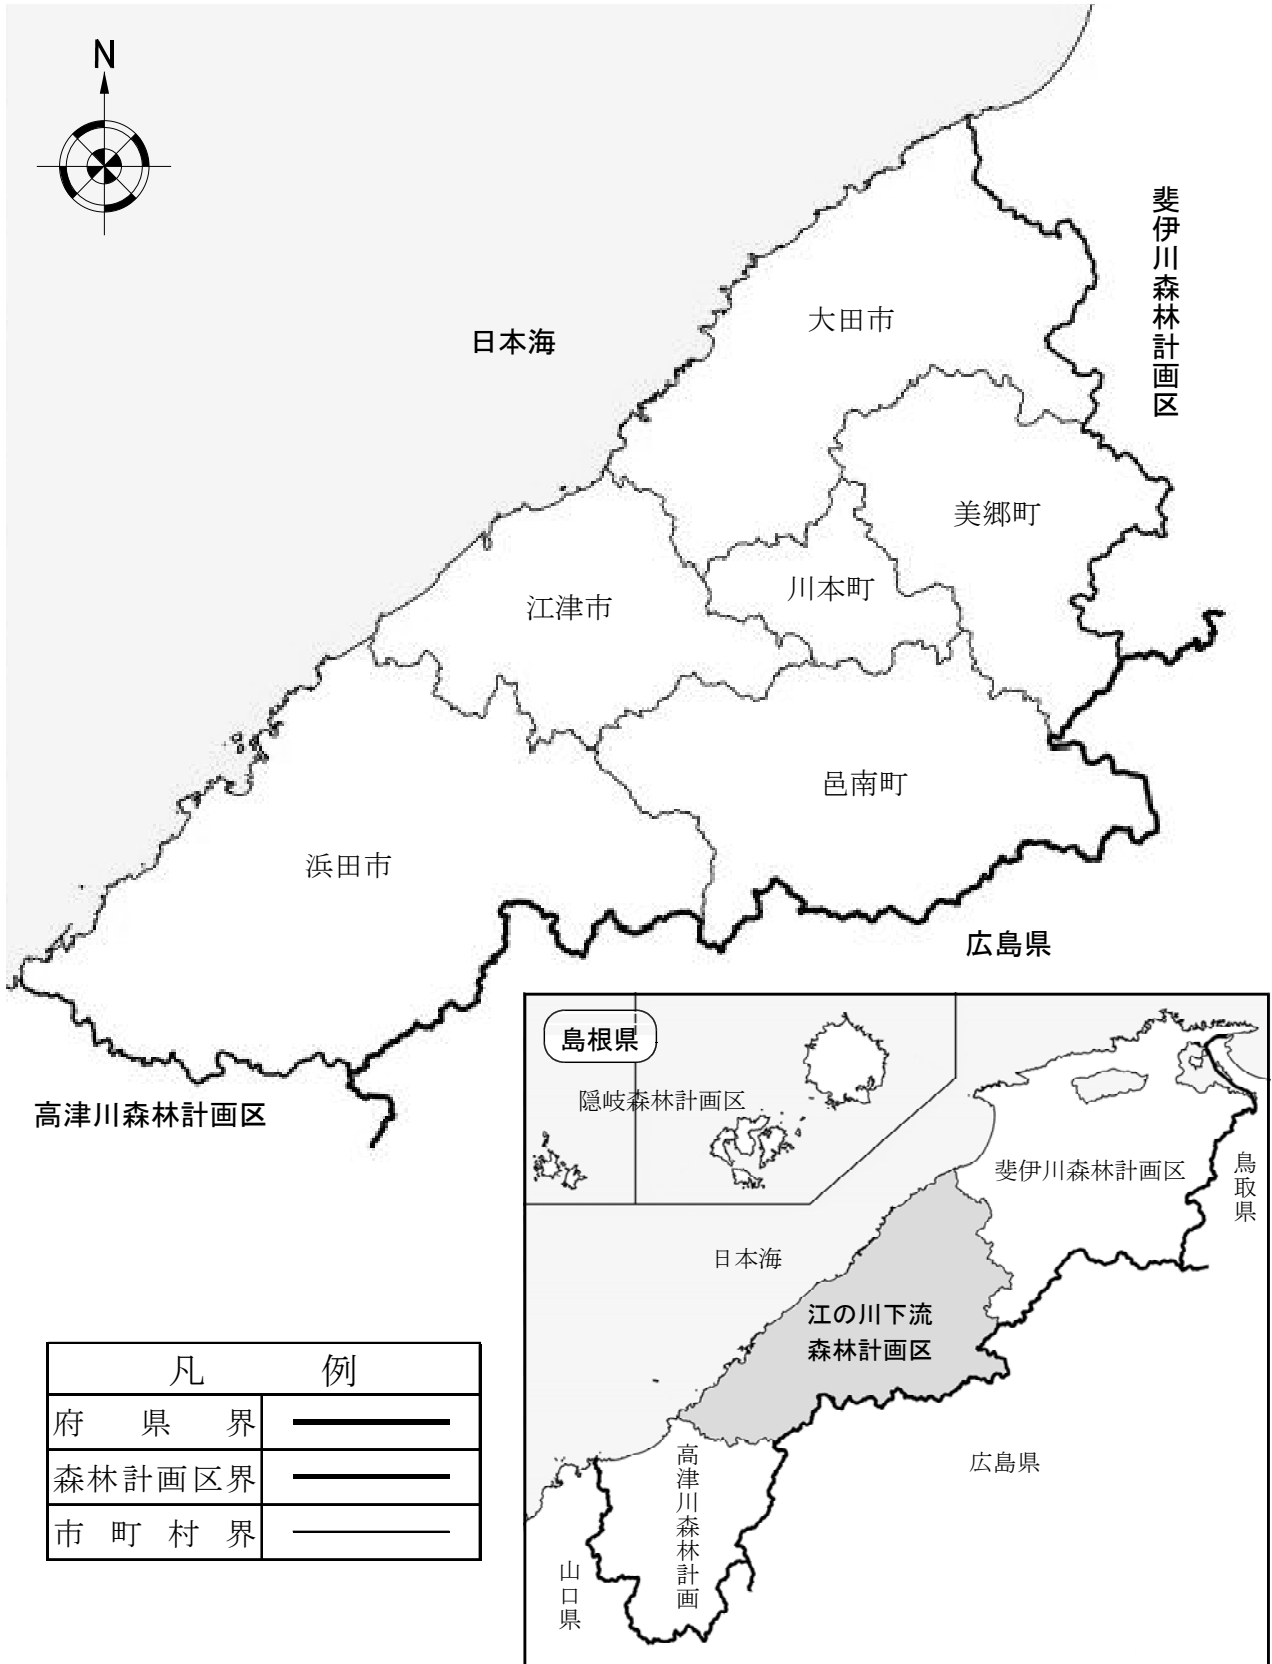 N
斐伊川森林計画区
大田市
日本海
美郷町
川本町
江津市
邑南町
浜田市
広島県
高津川森林計画区
島根県
隠岐森林計画区
斐伊川森林計画区
鳥取県
日本海
江の川下流
森林計画区
高津川森林計画
広島県
山口県
凡例
府県界
森林計画区界
市町村界